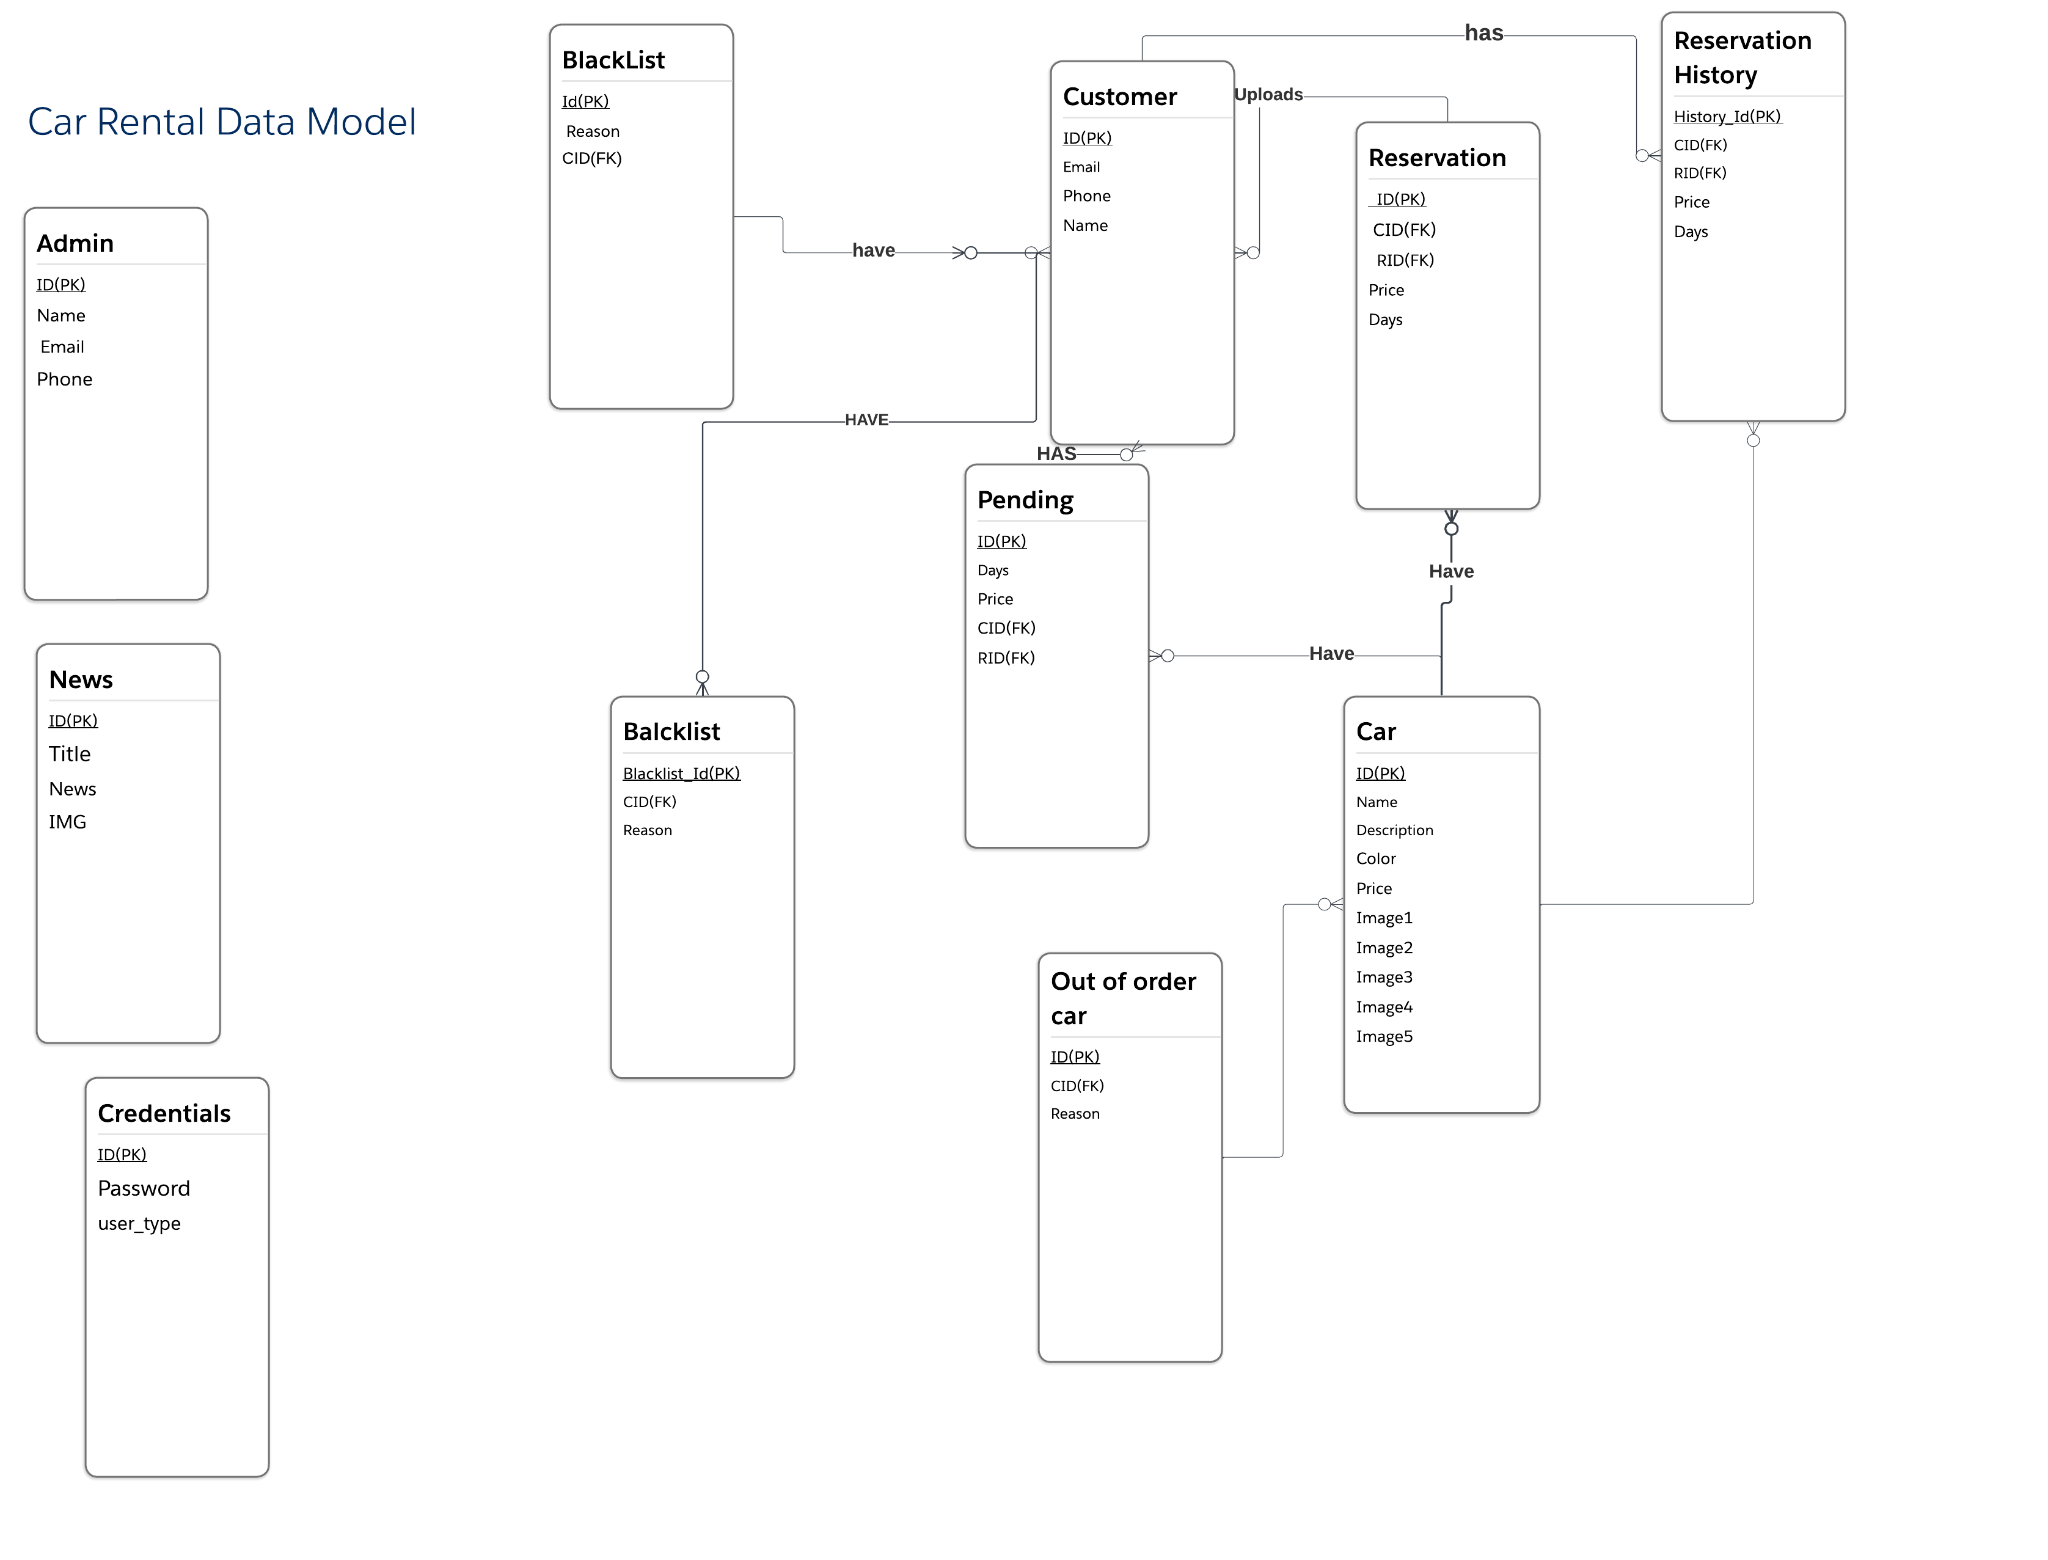 Car Rental Data Model
Admin
ID(PK)
Name
Email
Phone
News
ID(PK)
Title
News
IMG
Credentials
ID(PK)
Password
user_type
BlackList
Id(PK)
Reason
CID(FK)
have
HAVE
Balcklist
Blacklist_Id(PK)
CID(FK)
Reason
Customer
ID(PK)
Email
Phone
Name
has
Uploads
HAS
Pending
ID(PK)
Days
Price
CID(FK)
RID(FK)
Reservation
ID(PK)
CID(FK)
RID(FK)
Price
Days
Have
Have
Reservation
History
History_Id(PK)
CID(FK)
RID(FK)
Price
Days
Car
ID(PK)
Name
Description
Color
Price
Image1
Image2
Image3
Image4
Image5
Out of order
car
ID(PK)
CID(FK)
Reason